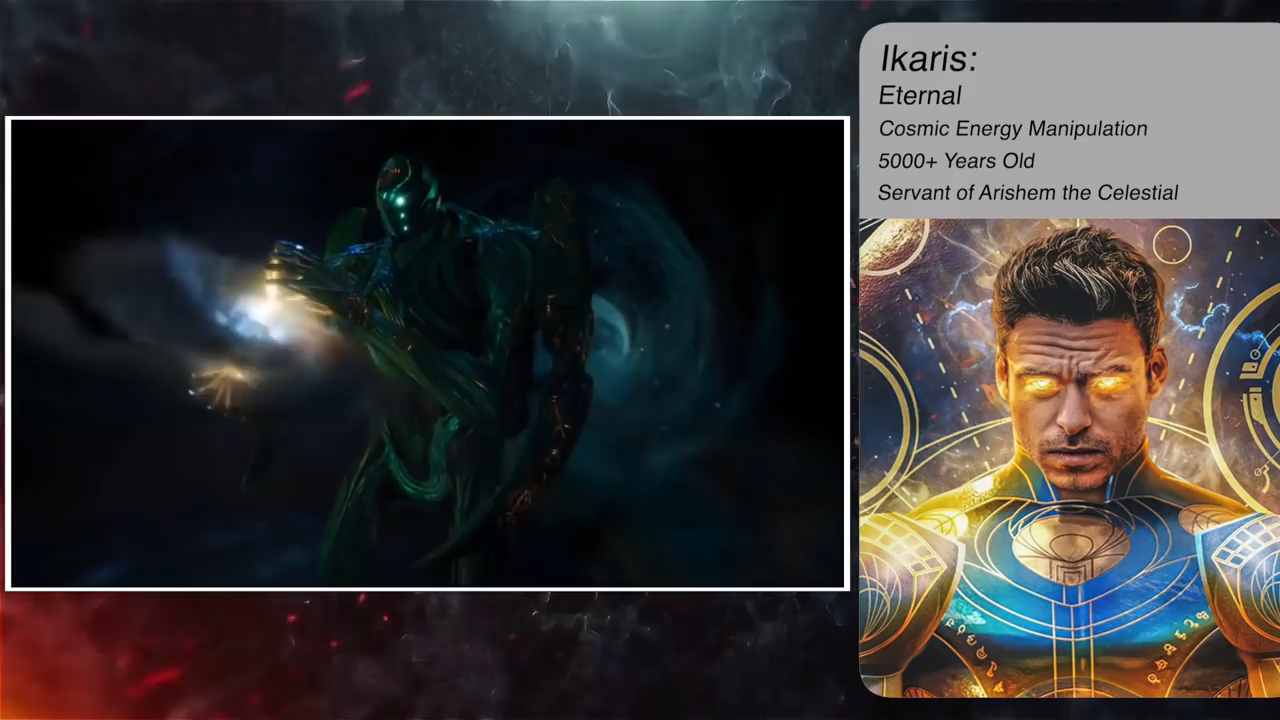 Ikaris:
Eternal
Cosmic Energy Manipulation
5000+ Years Old
Servant of Arishem the Celestial